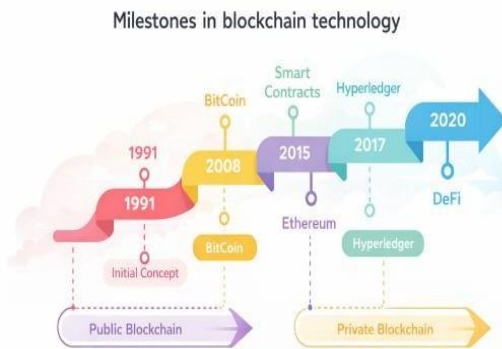 Milestones in blockchain technology
1991
1991
Initial Concept
BitCoin
2008
BitCoin
Smart
Contracts
2015
Ethereum
Hyperledger
2017
Hyperledger
2020
DeFi
Public Blockchain
Private Blockchain